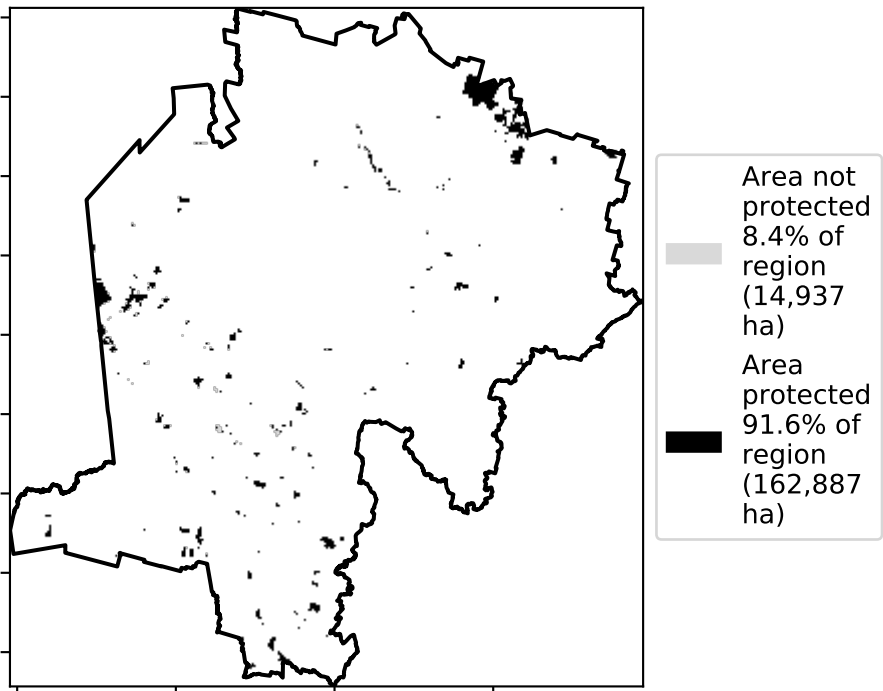 Area not
protected
8.4% of
region
(14,937
ha)
Area
protected
91.6% of
region
(162,887
ha)